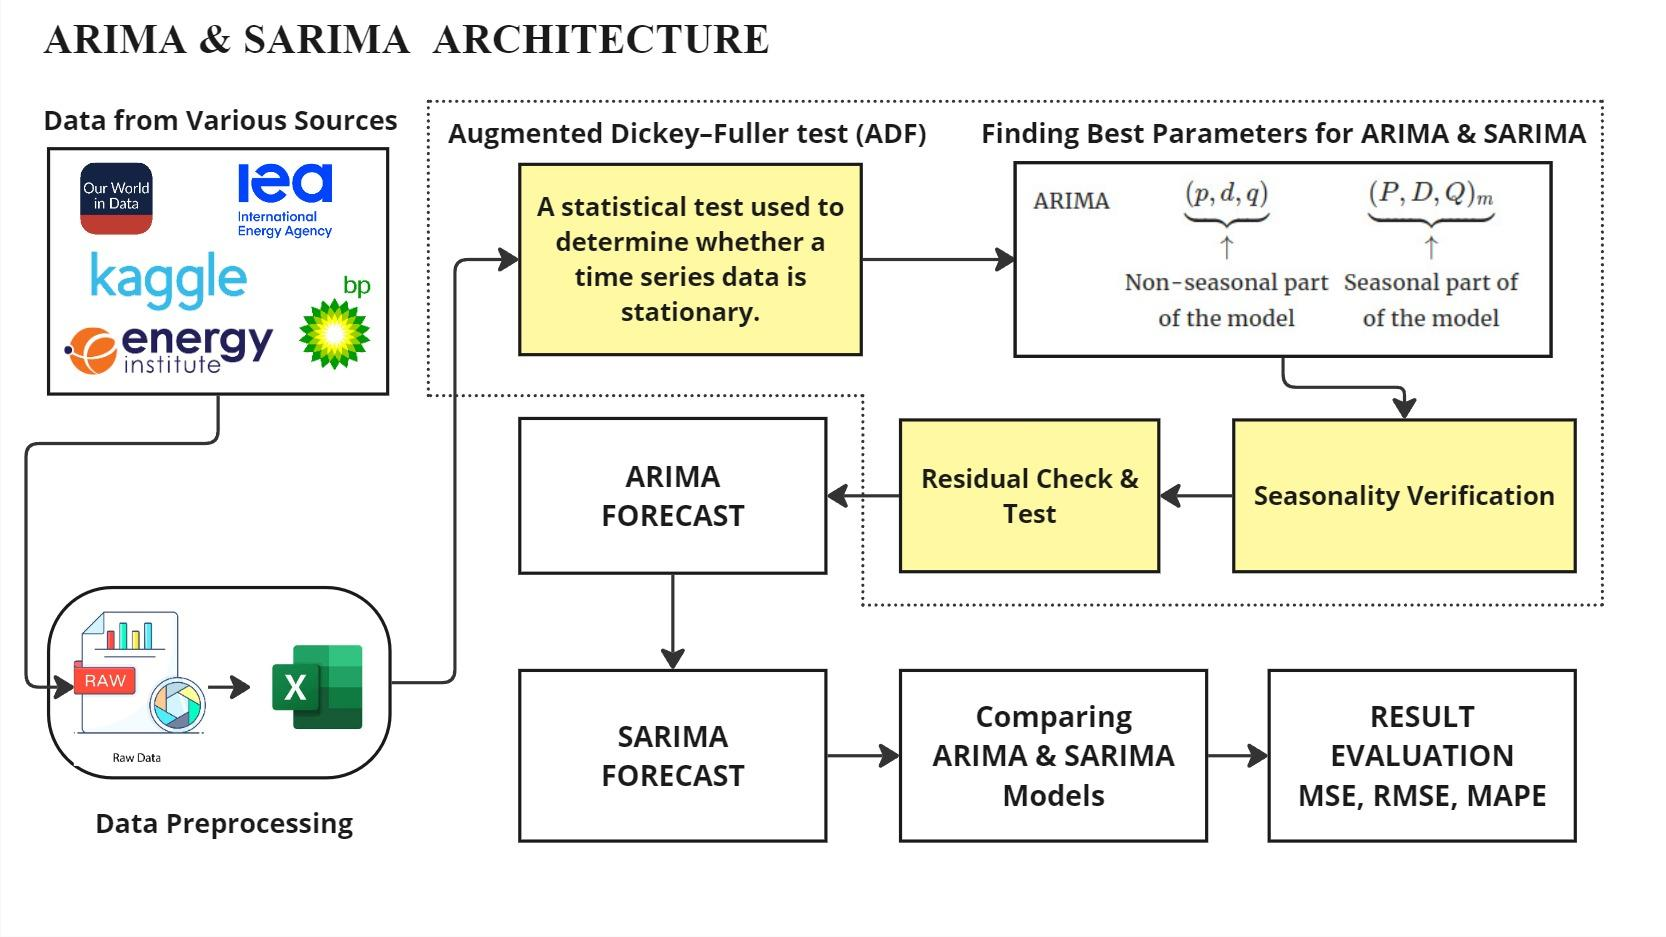 ARIMA & SARIMA ARCHITECTURE
Data from Various Sources
Our World
in Data
iea
International
Energy Agency
kaggle
bp
energy
institute
RAW
X
Raw Data
Data Preprocessing
Augmented Dickey–Fuller test (ADF)
A statistical test used to
determine whether a
time series data is
stationary.
Finding Best Parameters for ARIMA & SARIMA
ARIMA (p, d, q) (P, D, Q)m
↑ ↑
Non-seasonal part Seasonal part of
of the model of the model
Seasonality Verification
Residual Check &
Test
ARIMA
FORECAST
SARIMA
FORECAST
Comparing
ARIMA & SARIMA
Models
RESULT
EVALUATION
MSE, RMSE, MAPE